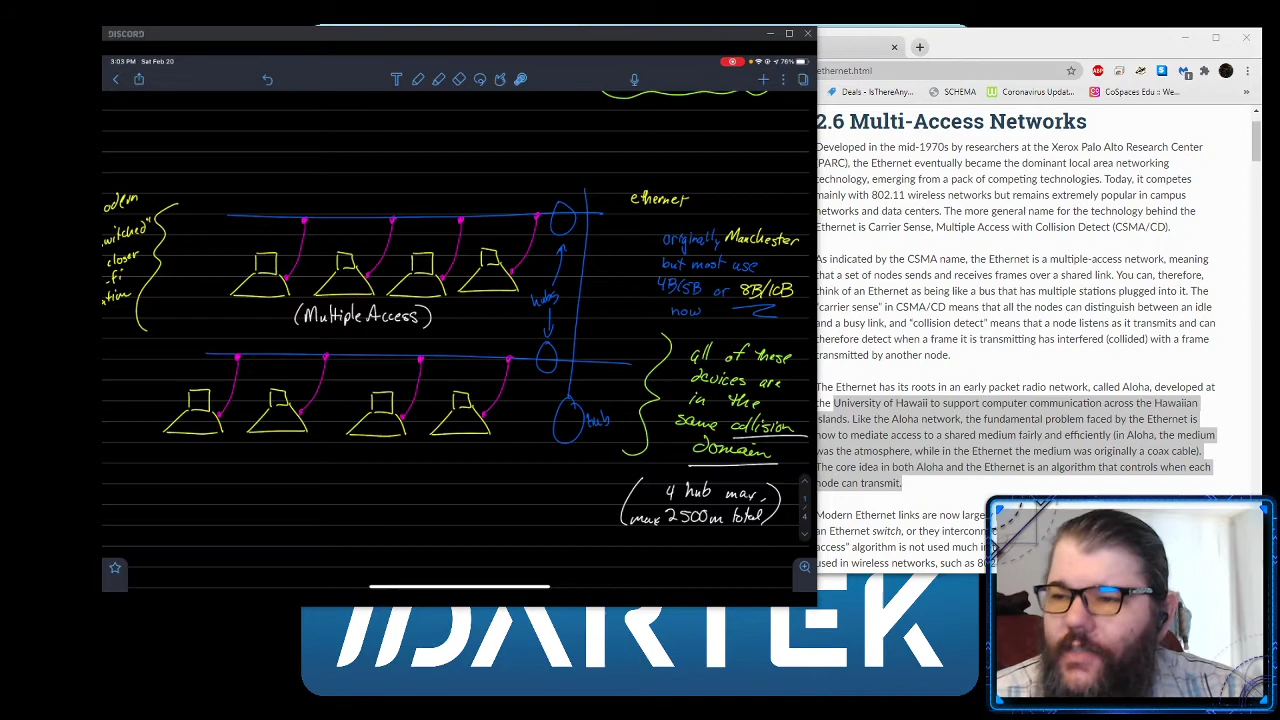 DISCORD
3:03 PM Sat Feb 20
76%
T
odern
witched"
closer
-fi
ation
(Multiple Access)
hubs
hub
ethernet
originally Manchester
but most use
4B/5B or 8B/10B
now
all of these
devices are
in the
same collision
domain
(4 hub max,
max 2500m total)
1
4
ethernet.html
ABP
1
Deals - IsThereAny...
SCHEMA
Coronavirus Updat...
CoSpaces Edu :: We...
2.6 Multi-Access Networks
Developed in the mid-1970s by researchers at the Xerox Palo Alto Research Center
(PARC), the Ethernet eventually became the dominant local area networking
technology, emerging from a pack of competing technologies. Today, it competes
mainly with 802.11 wireless networks but remains extremely popular in campus
networks and data centers. The more general name for the technology behind the
Ethernet is Carrier Sense, Multiple Access with Collision Detect (CSMA/CD).
As indicated by the CSMA name, the Ethernet is a multiple-access network, meaning
that a set of nodes sends and receives frames over a shared link. You can, therefore,
think of an Ethernet as being like a bus that has multiple stations plugged into it. The
"carrier sense" in CSMA/CD means that all the nodes can distinguish between an idle
and a busy link, and "collision detect" means that a node listens as it transmits and can
therefore detect when a frame it is transmitting has interfered (collided) with a frame
transmitted by another node.
The Ethernet has its roots in an early packet radio network, called Aloha, developed at
the University of Hawaii to support computer communication across the Hawaiian
Islands. Like the Aloha network, the fundamental problem faced by the Ethernet is
how to mediate access to a shared medium fairly and efficiently (in Aloha, the medium
was the atmosphere, while in the Ethernet the medium was originally a coax cable).
The core idea in both Aloha and the Ethernet is an algorithm that controls when each
node can transmit.
Modern Ethernet links are now large
an Ethernet switch, or they interconn
access" algorithm is not used much in
used in wireless networks, such as 802
DARTEK